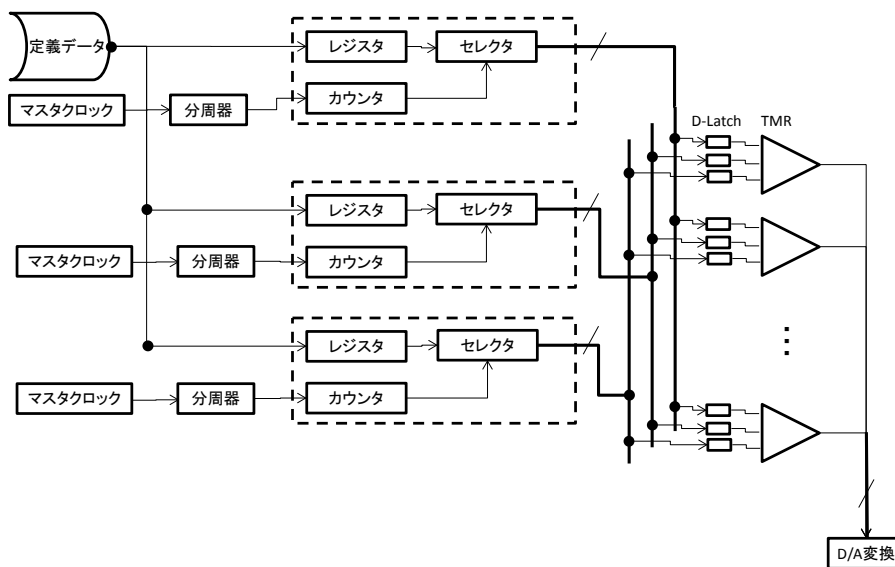 定義データ
レジスタ
セレクタ
マスタクロック
分周器
カウンタ
D-Latch
TMR
レジスタ
セレクタ
マスタクロック
分周器
カウンタ
レジスタ
セレクタ
マスタクロック
分周器
カウンタ
D/A変換